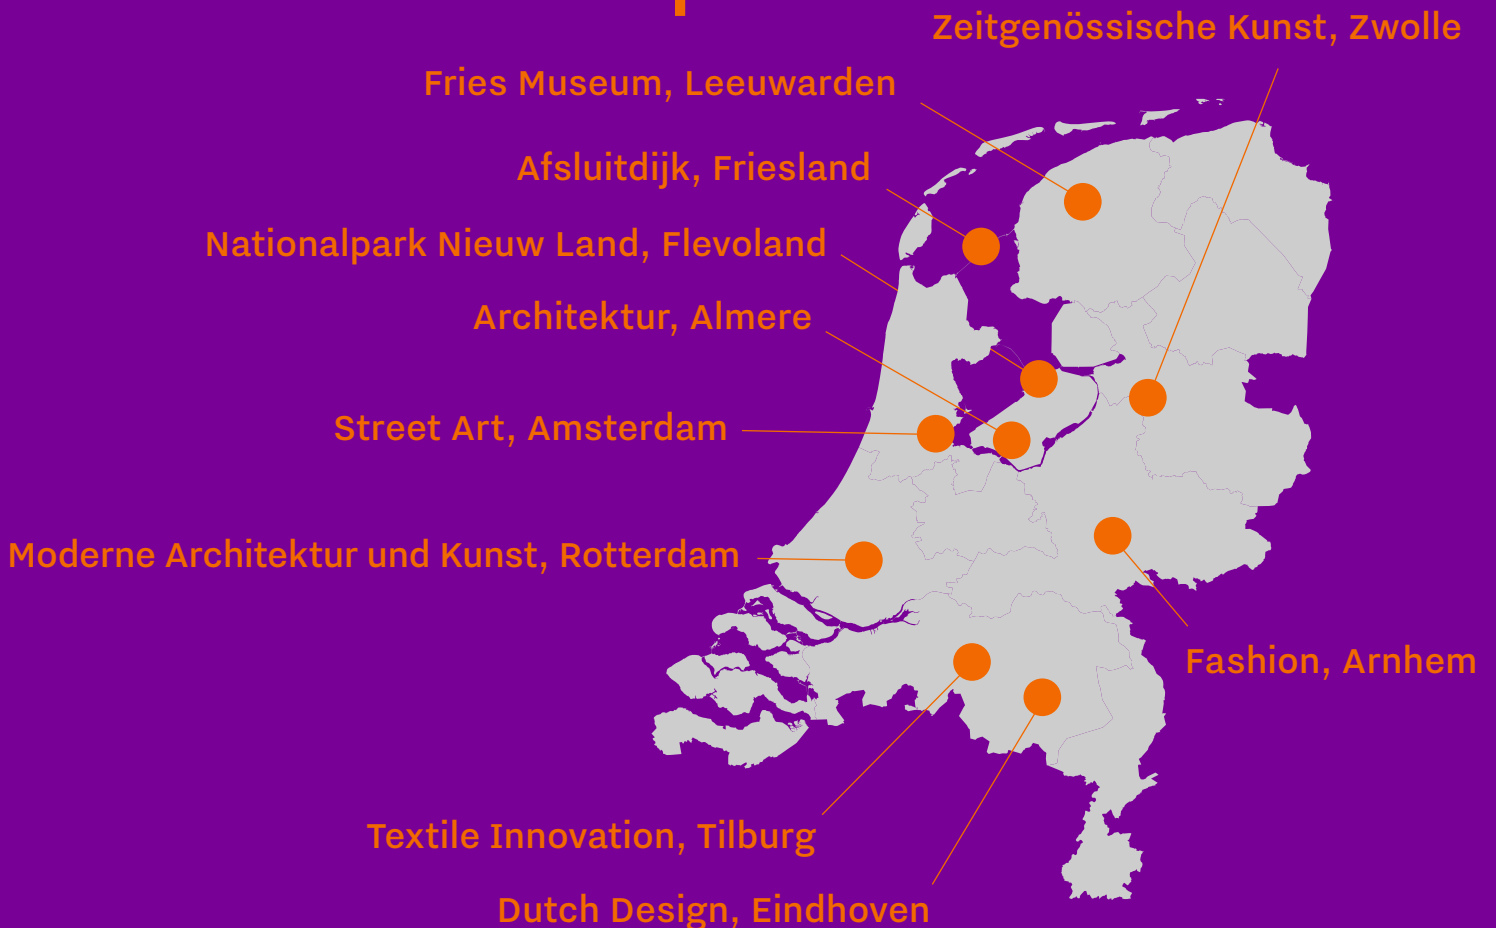 Zeitgenössische Kunst, Zwolle
Fries Museum, Leeuwarden
Afsluitdijk, Friesland
Nationalpark Nieuw Land, Flevoland
Architektur, Almere
Street Art, Amsterdam
Moderne Architektur und Kunst, Rotterdam
Fashion, Arnhem
Textile Innovation, Tilburg
Dutch Design, Eindhoven